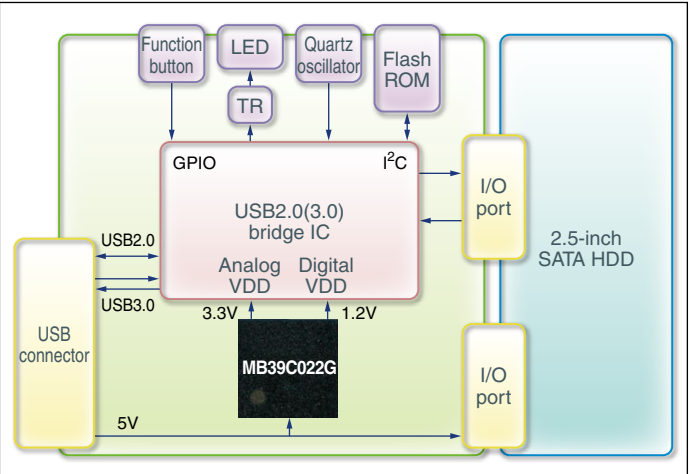 Function
button
LED
Quartz
oscillator
Flash
ROM
TR
GPIO
I²C
USB2.0(3.0)
bridge IC
Analog
VDD
Digital
VDD
I/O
port
2.5-inch
SATA HDD
USB2.0
USB3.0
USB
connector
3.3V
1.2V
MB39C022G
I/O
port
5V